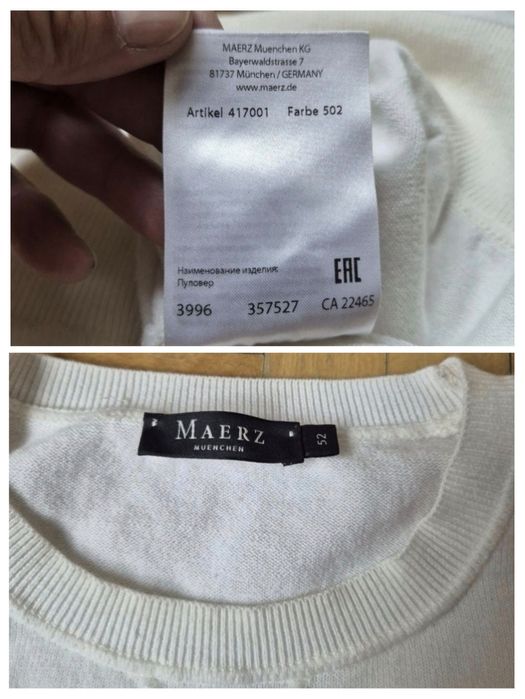 MAERZ Muenchen KG
Bayerwaldstrasse 7
81737 München / GERMANY
www.maerz.de
Artikel 417001 Farbe 502
Наименование изделия:
Пуловер
EAC
3996 357527 CA 22465
MAERZ
MUENCHEN
52